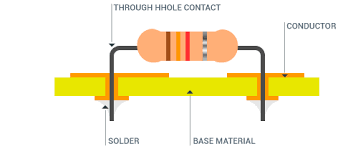 THROUGH HHOLE CONTACT
CONDUCTOR
SOLDER
BASE MATERIAL